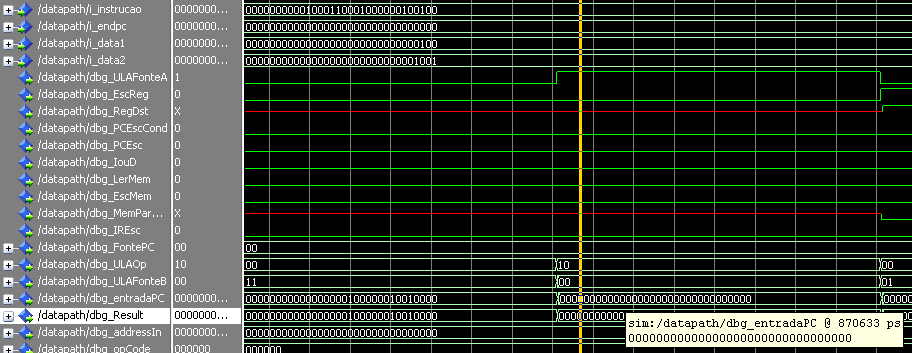 /datapath/i_instrucao 0000000... 00000000001000110001000000100100
/datapath/i_endpc 0000000... 00000000000000000000000000000000
/datapath/i_data1 0000000... 00000000000000000000000000000100
/datapath/i_data2 0000000... 00000000000000000000000000001001
/datapath/dbg_ULAFonteA 1
/datapath/dbg_EscReg 0
/datapath/dbg_RegDst X
/datapath/dbg_PCEscCond 0
/datapath/dbg_PCEsc 0
/datapath/dbg_IouD 0
/datapath/dbg_LerMem 0
/datapath/dbg_EscMem 0
/datapath/dbg_MemPar... X
/datapath/dbg_IREsc 0
/datapath/dbg_FontePC 00 00
/datapath/dbg_ULAOp 10 00 10 00
/datapath/dbg_ULAFonteB 00 11 00 01
/datapath/dbg_entradaPC 0000000... 00000000000000000100000010010000 00000000000000000000000000000000 0000
/datapath/dbg_Result 0000000... 00000000000000000100000010010000 0000000000
/datapath/dbg_addressIn 0000000... 00000000000000000000000000000000
/datapath/dbg_opCode 000000 000000
sim:/datapath/dbg_entradaPC @ 870633 ps
00000000000000000000000000000000